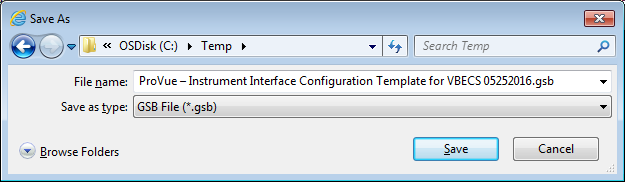 Save As
« OSDisk (C:) ▸ Temp ▸ Search Temp
File name: ProVue – Instrument Interface Configuration Template for VBECS 05252016.gsb
Save as type: GSB File (*.gsb)
Browse Folders Save Cancel